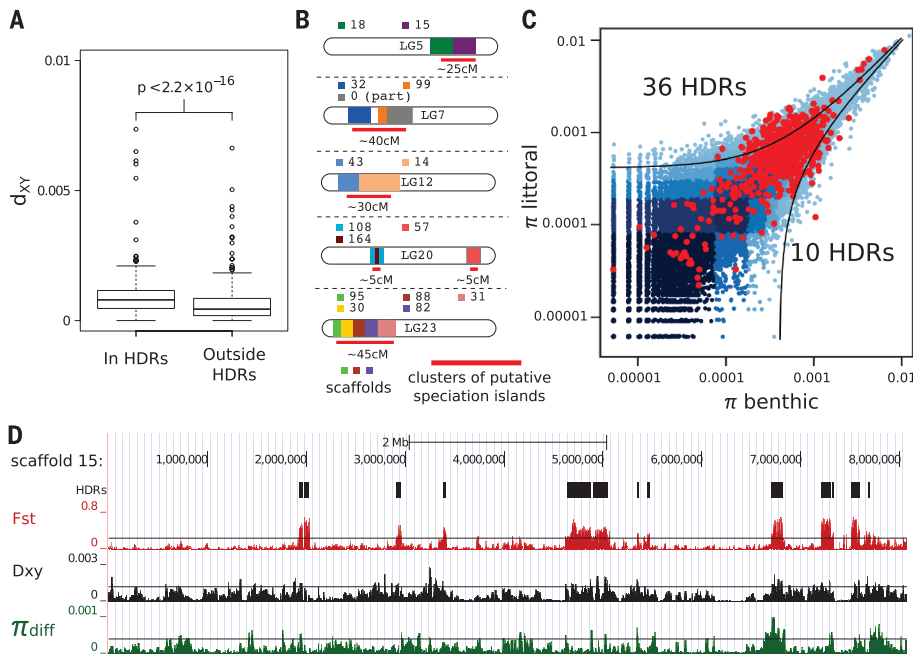 A
0.01
0.005
0
dXY
p <2.2×10−16
In HDRs
Outside
HDRs
B
18 15
LG5
~25cM
32 99
0 (part)
LG7
~40cM
43 14
LG12
~30cM
108 57
164
LG20
~5cM ~5cM
95 88 31
30 82
LG23
~45cM
scaffolds
clusters of putative
speciation islands
C
0.01
0.001
0.0001
0.00001
π littoral
36 HDRs
10 HDRs
0.00001 0.0001 0.001 0.01
π benthic
D
2 Mb
scaffold 15: 1,000,000 2,000,000 3,000,000 4,000,000 5,000,000 6,000,000 7,000,000 8,000,000
HDRs
0.8
Fst
0
0.003
Dxy
0
0.001
πdiff
0